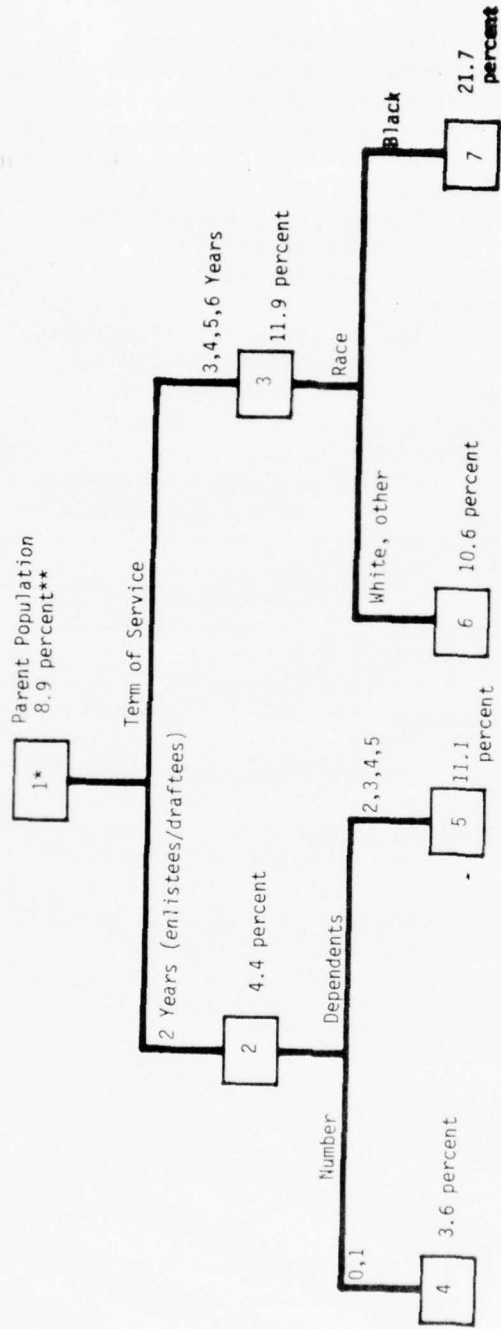 Parent Population
8.9 percent**
1*
Term of Service
2 Years (enlistees/draftees)
3,4,5,6 Years
2
4.4 percent
3
11.9 percent
Number
Dependents
Race
0,1
2,3,4,5
White, other
Black
4
3.6 percent
5
11.1
percent
6
10.6 percent
7
21.7
percent